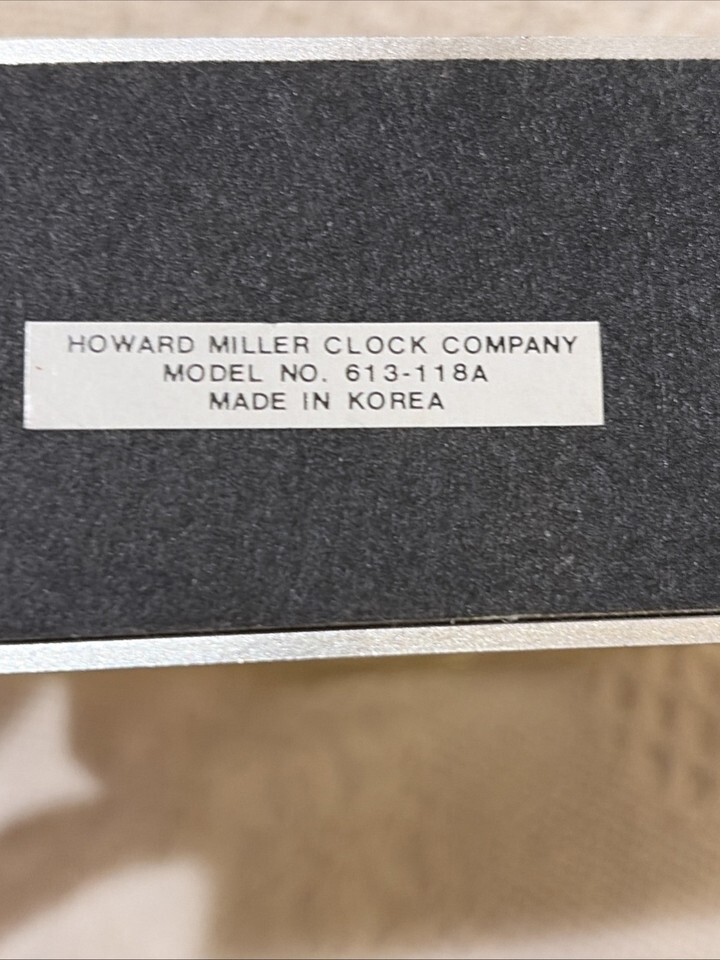 HOWARD MILLER CLOCK COMPANY
MODEL NO. 613-118A
MADE IN KOREA